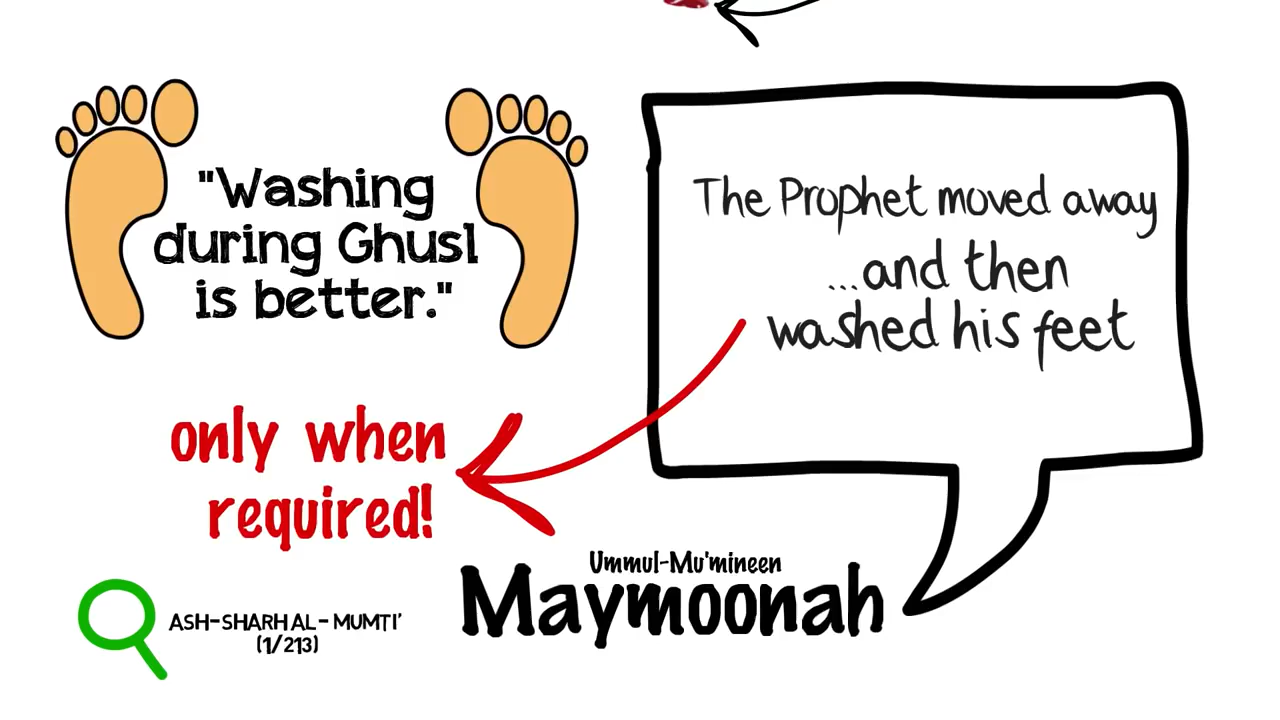 "Washing
during Ghusl
is better."
The Prophet moved away
...and then
washed his feet
only when
required!
Ummul-Mu'mineen
Maymoonah
ASH-SHARH AL-MUMTI'
(1/213)